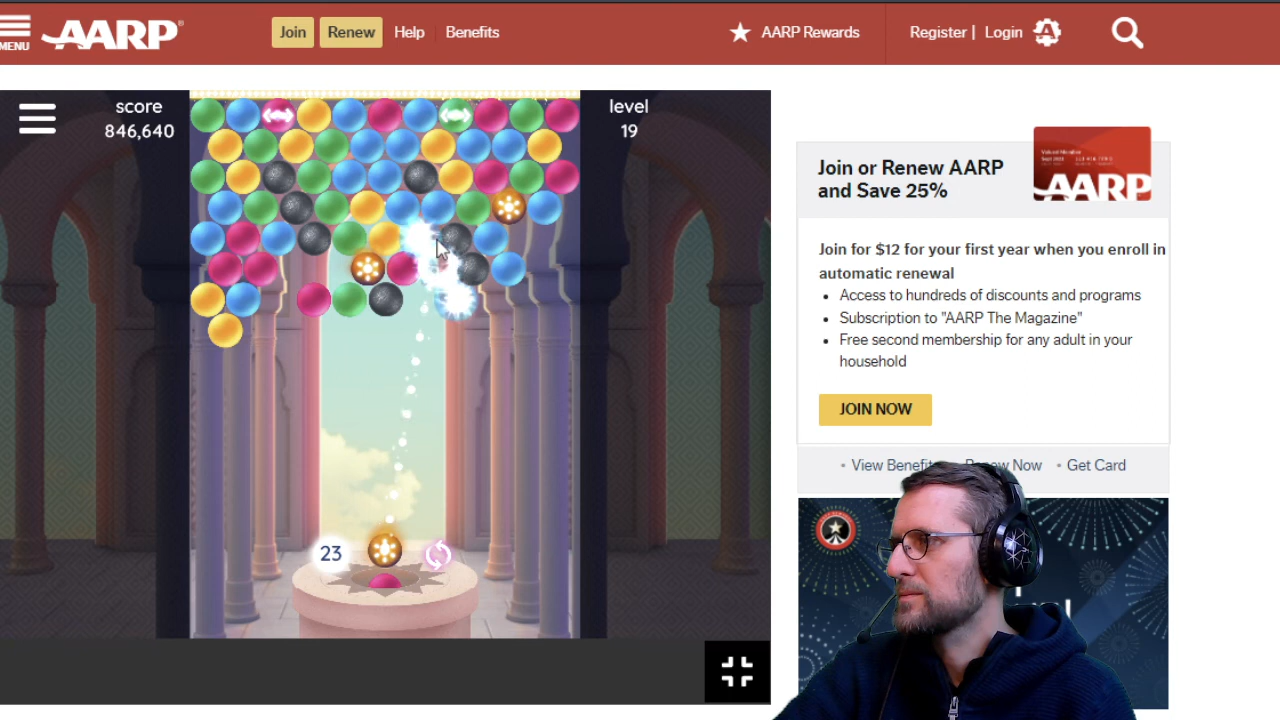 MENU
AARP
Join
Renew
Help
Benefits
AARP Rewards
Register |
Login
score
846,640
level
19
23
Join or Renew AARP
and Save 25%
AARP
Join for $12 for your first year when you enroll in
automatic renewal
• Access to hundreds of discounts and programs
• Subscription to "AARP The Magazine"
• Free second membership for any adult in your
household
JOIN NOW
• View Benefits
Renew Now
• Get Card